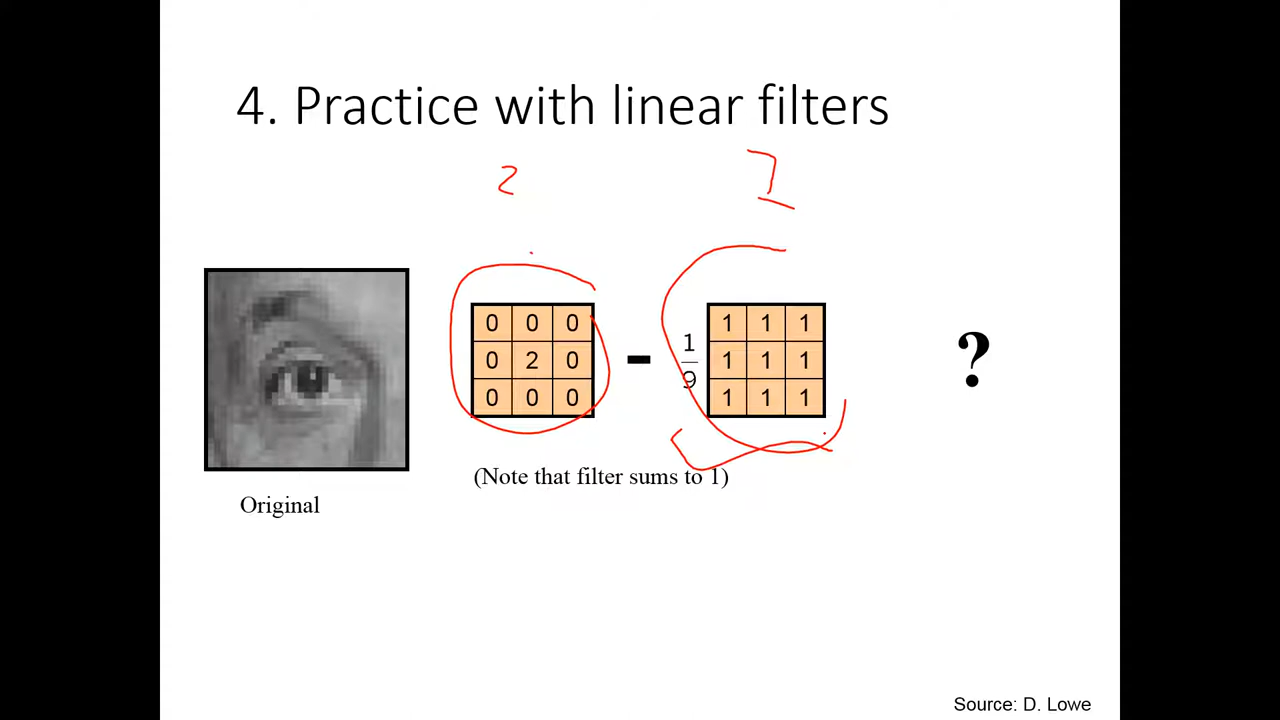 4. Practice with linear filters
2
1
0 0 0
0 2 0
0 0 0
-
1
9
1 1 1
1 1 1
1 1 1
?
(Note that filter sums to 1)
Original
Source: D. Lowe